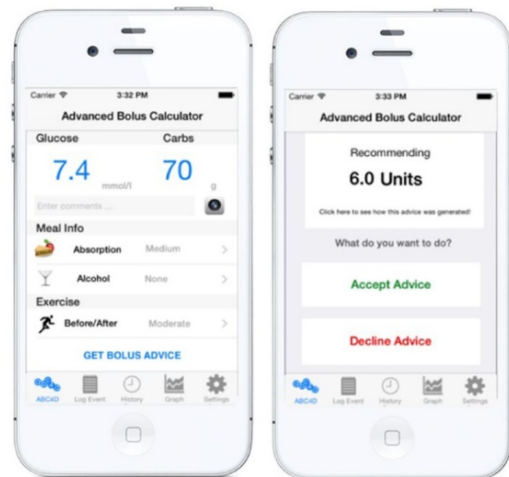 Carrier 3:32 PM
Advanced Bolus Calculator
Glucose Carbs
7.4 mmol/l 70 g
Enter comments ...
Meal Info
Absorption Medium
Alcohol None
Exercise
Before/After Moderate
GET BOLUS ADVICE
ABC4D Log Event History Graph Settings
Carrier 3:33 PM
Advanced Bolus Calculator
Recommending
6.0 Units
Click here to see how this advice was generated!
What do you want to do?
Accept Advice
Decline Advice
ABC4D Log Event History Graph Settings